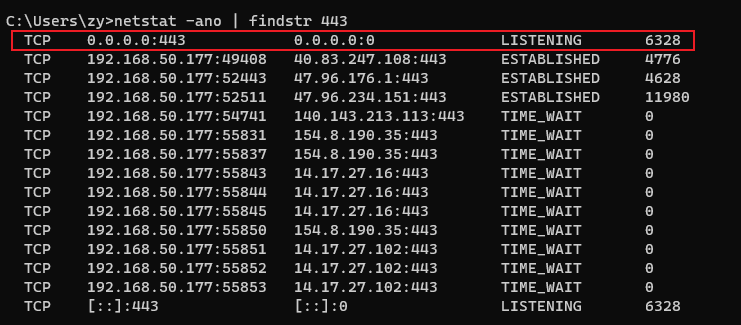 C:\Users\zy>netstat -ano | findstr 443
TCP 0.0.0.0:443 0.0.0.0:0 LISTENING 6328
TCP 192.168.50.177:49408 40.83.247.108:443 ESTABLISHED 4776
TCP 192.168.50.177:52443 47.96.176.1:443 ESTABLISHED 4628
TCP 192.168.50.177:52511 47.96.234.151:443 ESTABLISHED 11980
TCP 192.168.50.177:54741 140.143.213.113:443 TIME_WAIT 0
TCP 192.168.50.177:55831 154.8.190.35:443 TIME_WAIT 0
TCP 192.168.50.177:55837 154.8.190.35:443 TIME_WAIT 0
TCP 192.168.50.177:55843 14.17.27.16:443 TIME_WAIT 0
TCP 192.168.50.177:55844 14.17.27.16:443 TIME_WAIT 0
TCP 192.168.50.177:55845 14.17.27.16:443 TIME_WAIT 0
TCP 192.168.50.177:55850 154.8.190.35:443 TIME_WAIT 0
TCP 192.168.50.177:55851 14.17.27.102:443 TIME_WAIT 0
TCP 192.168.50.177:55852 14.17.27.102:443 TIME_WAIT 0
TCP 192.168.50.177:55853 14.17.27.102:443 TIME_WAIT 0
TCP [::]:443 [::]:0 LISTENING 6328